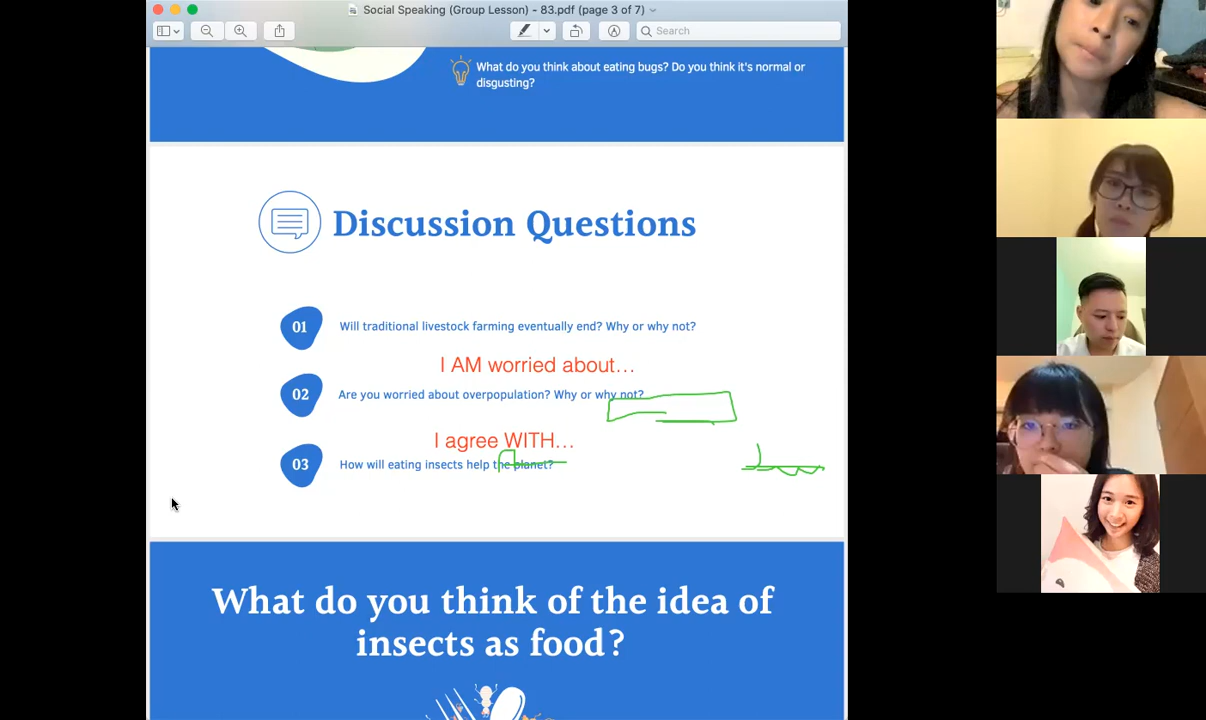 Social Speaking (Group Lesson) - 83.pdf (page 3 of 7)
Search
What do you think about eating bugs? Do you think it's normal or
disgusting?
Discussion Questions
01
Will traditional livestock farming eventually end? Why or why not?
I AM worried about...
02
Are you worried about overpopulation? Why or why not?
I agree WITH...
03
How will eating insects help the planet?
What do you think of the idea of
insects as food?